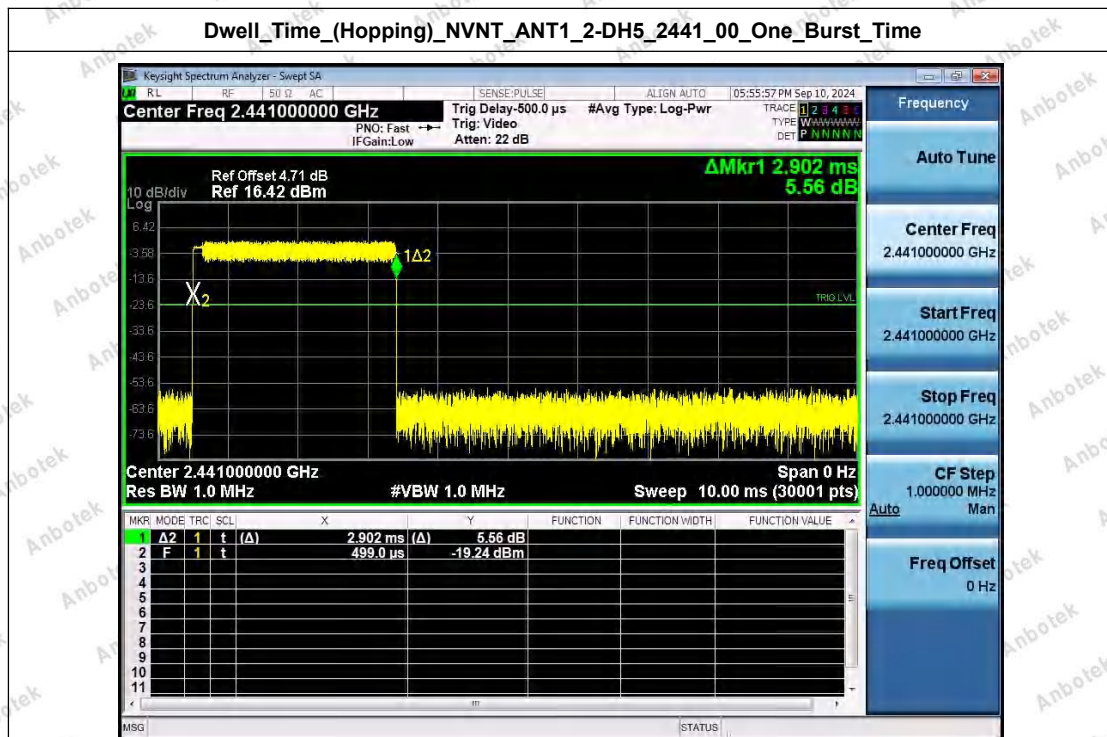 Dwell_Time_(Hopping)_NVNT_ANT1_2-DH5_2441_00_One_Burst_Time
Keysight Spectrum Analyzer - Swept SA
RL RF 50 Ω AC SENSE:PULSE ALIGN AUTO 05:55:57 PM Sep 10, 2024
Center Freq 2.441000000 GHz
PNO: Fast
IFGain:Low
Trig Delay-500.0 µs
Trig: Video
Atten: 22 dB
#Avg Type: Log-Pwr
TRACE 1 2 3 4 5 6
TYPE WWWWWW
DET P N N N N N
Frequency
Auto Tune
Center Freq
2.441000000 GHz
Start Freq
2.441000000 GHz
Stop Freq
2.441000000 GHz
CF Step
1.000000 MHz
Auto Man
Freq Offset
0 Hz
ΔMkr1 2.902 ms
5.56 dB
Ref Offset 4.71 dB
10 dB/div Ref 16.42 dBm
Log
6.42
-3.58
-13.6
-23.6
-33.6
-43.6
-53.6
-63.6
-73.6
1Δ2
X2
TRIG LVL
Center 2.441000000 GHz Span 0 Hz
Res BW 1.0 MHz #VBW 1.0 MHz Sweep 10.00 ms (30001 pts)
MKR MODE TRC SCL X Y FUNCTION FUNCTION WIDTH FUNCTION VALUE
1 Δ2 1 t (Δ) 2.902 ms (Δ) 5.56 dB
2 F 1 t 499.0 µs -19.24 dBm
3
4
5
6
7
8
9
10
11
MSG STATUS
Anbotek